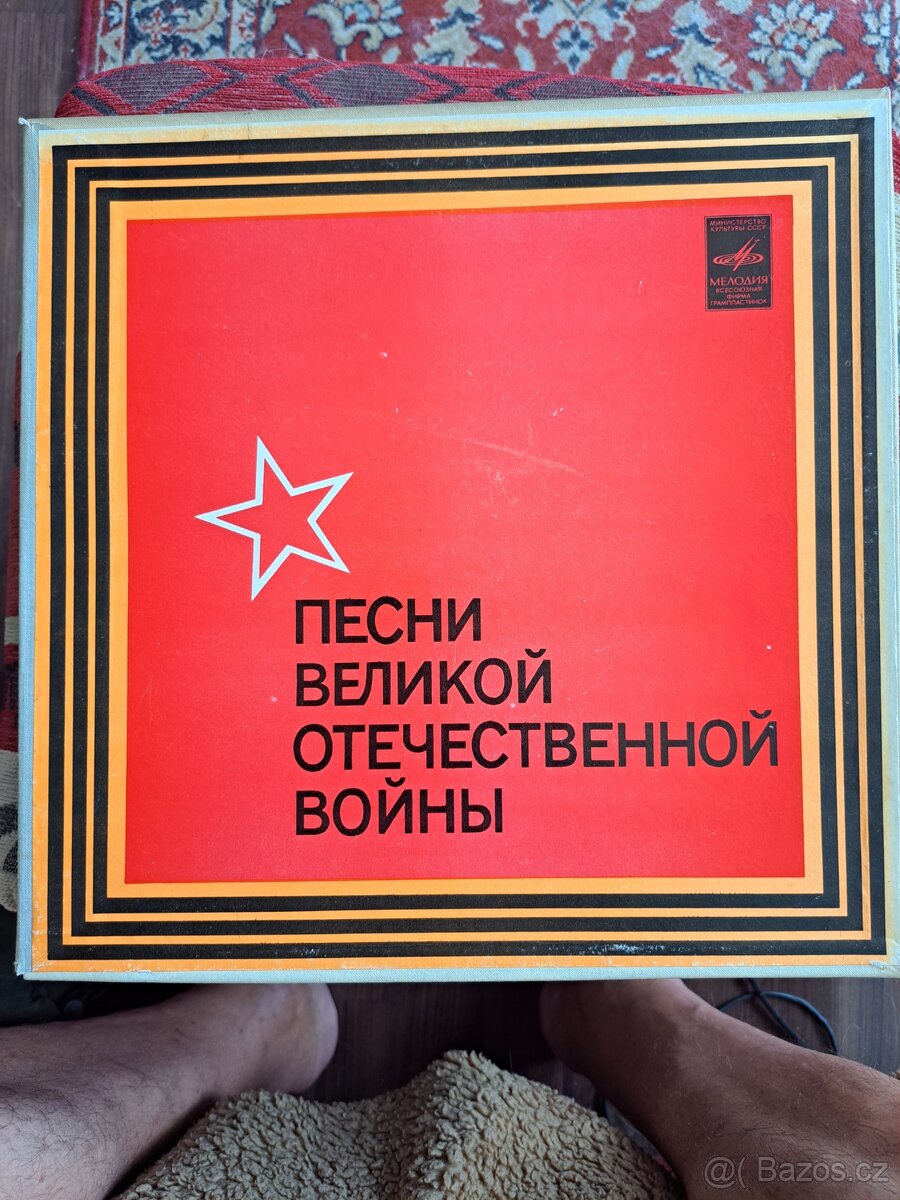 МИНИСТЕРСТВО
КУЛЬТУРЫ СССР
МЕЛОДИЯ
ВСЕСОЮЗНАЯ
ФИРМА
ГРАМПЛАСТИНОК
ПЕСНИ
ВЕЛИКОЙ
ОТЕЧЕСТВЕННОЙ
ВОЙНЫ
@( Bazos.cz